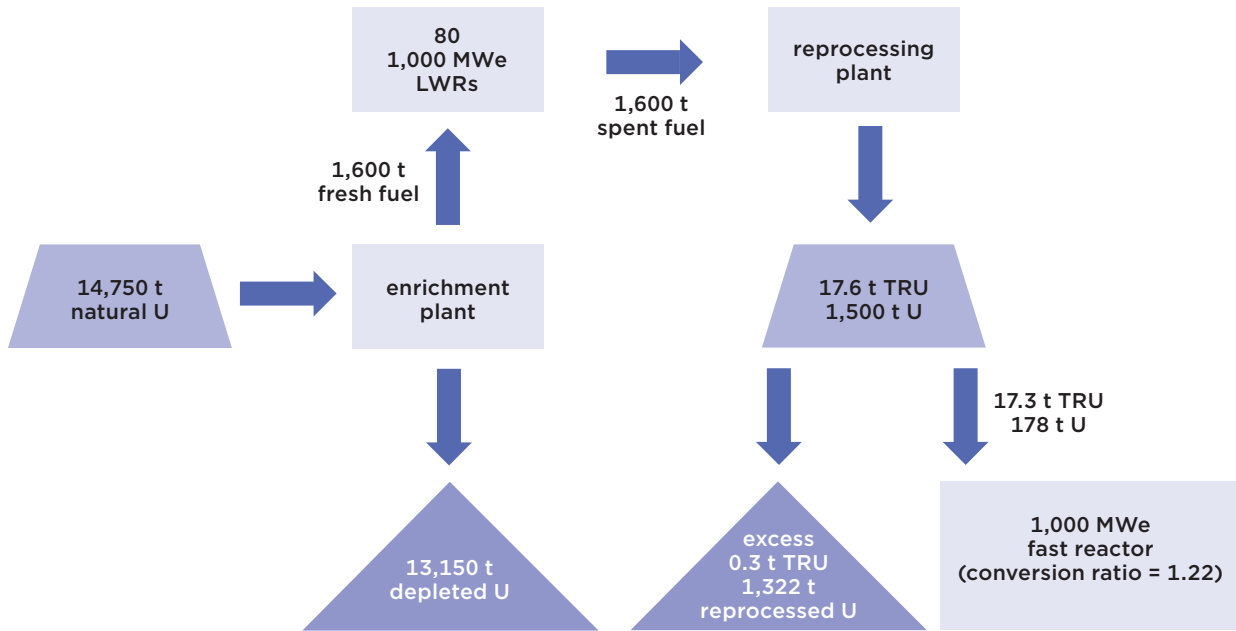 80
1,000 MWe
LWRs
reprocessing
plant
1,600 t
spent fuel
1,600 t
fresh fuel
14,750 t
natural U
enrichment
plant
17.6 t TRU
1,500 t U
17.3 t TRU
178 t U
13,150 t
depleted U
excess
0.3 t TRU
1,322 t
reprocessed U
1,000 MWe
fast reactor
(conversion ratio = 1.22)